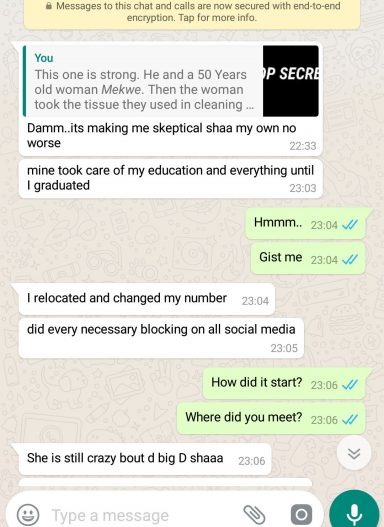 Messages to this chat and calls are now secured with end-to-end
encryption. Tap for more info.
You
This one is strong. He and a 50 Years
old woman Mekwe. Then the woman
took the tissue they used in cleaning ...
OP SECRE
Damm..its making me skeptical shaa my own no
worse
22:33
mine took care of my education and everything until
I graduated
23:03
Hmmm.. 23:04
Gist me 23:04
I relocated and changed my number 23:04
did every necessary blocking on all social media
23:05
How did it start? 23:06
Where did you meet? 23:06
She is still crazy bout d big D shaaa 23:06
Type a message